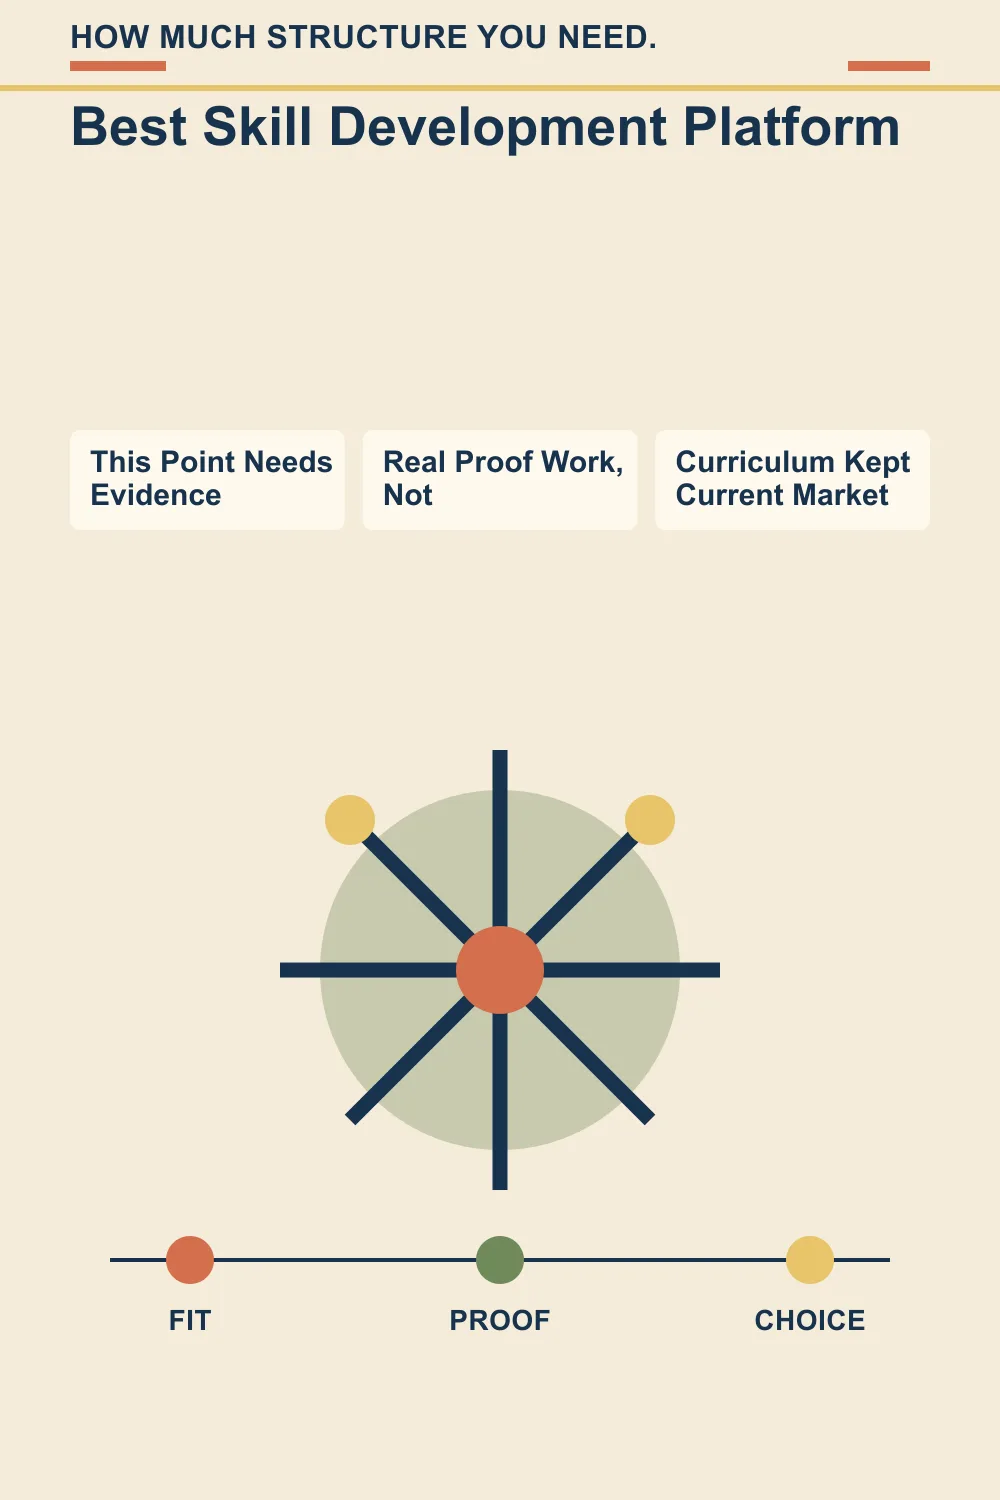 HOW MUCH STRUCTURE YOU NEED.
Best Skill Development Platform
This Point Needs
Evidence
Real Proof Work,
Not
Curriculum Kept
Current Market
FIT
PROOF
CHOICE